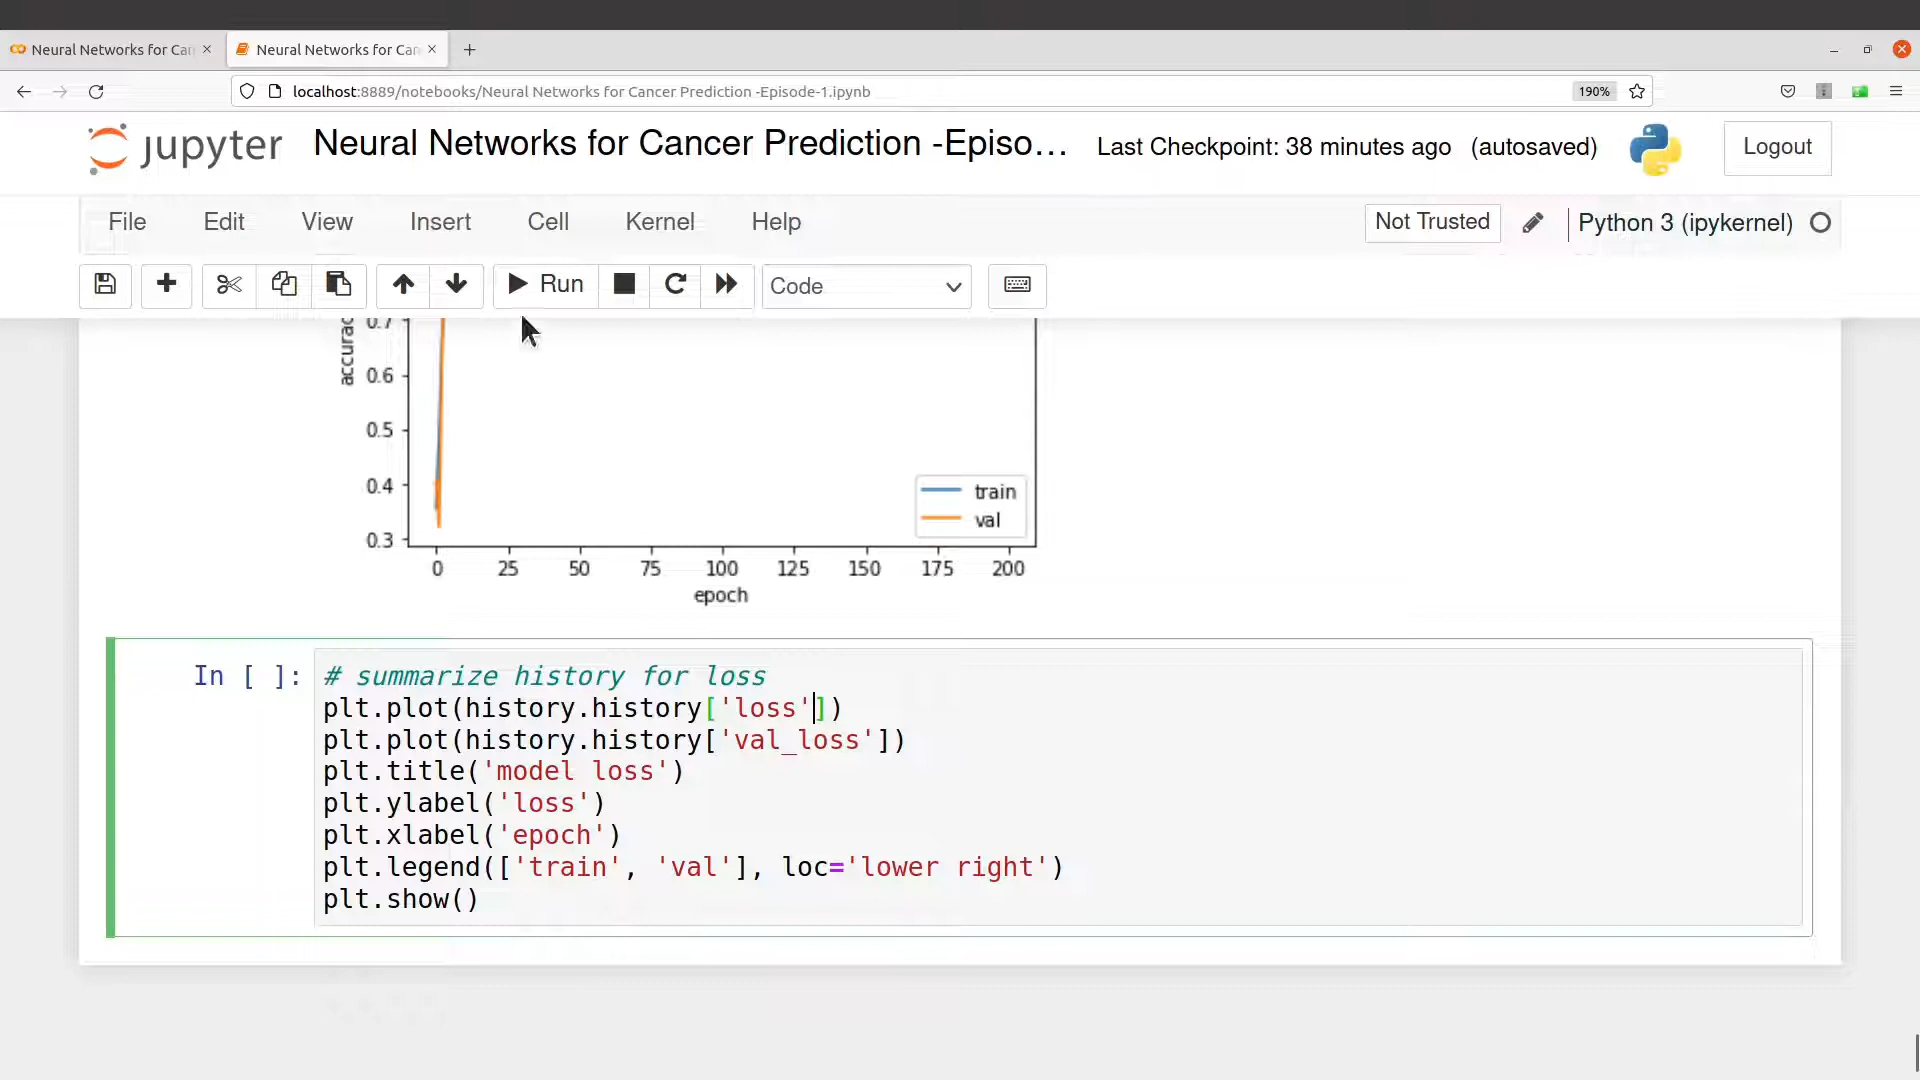 Neural Networks for Can
Neural Networks for Can
localhost:8889/notebooks/Neural Networks for Cancer Prediction -Episode-1.ipynb
190%
jupyter
Neural Networks for Cancer Prediction -Episo…
Last Checkpoint: 38 minutes ago (autosaved)
Logout
File Edit View Insert Cell Kernel Help
Not Trusted
Python 3 (ipykernel)
Run
Code
0.7
accurac
0.6
0.5
0.4
0.3
train
val
0 25 50 75 100 125 150 175 200
epoch
In [ ]:
# summarize history for loss
plt.plot(history.history['loss'])
plt.plot(history.history['val_loss'])
plt.title('model loss')
plt.ylabel('loss')
plt.xlabel('epoch')
plt.legend(['train', 'val'], loc='lower right')
plt.show()